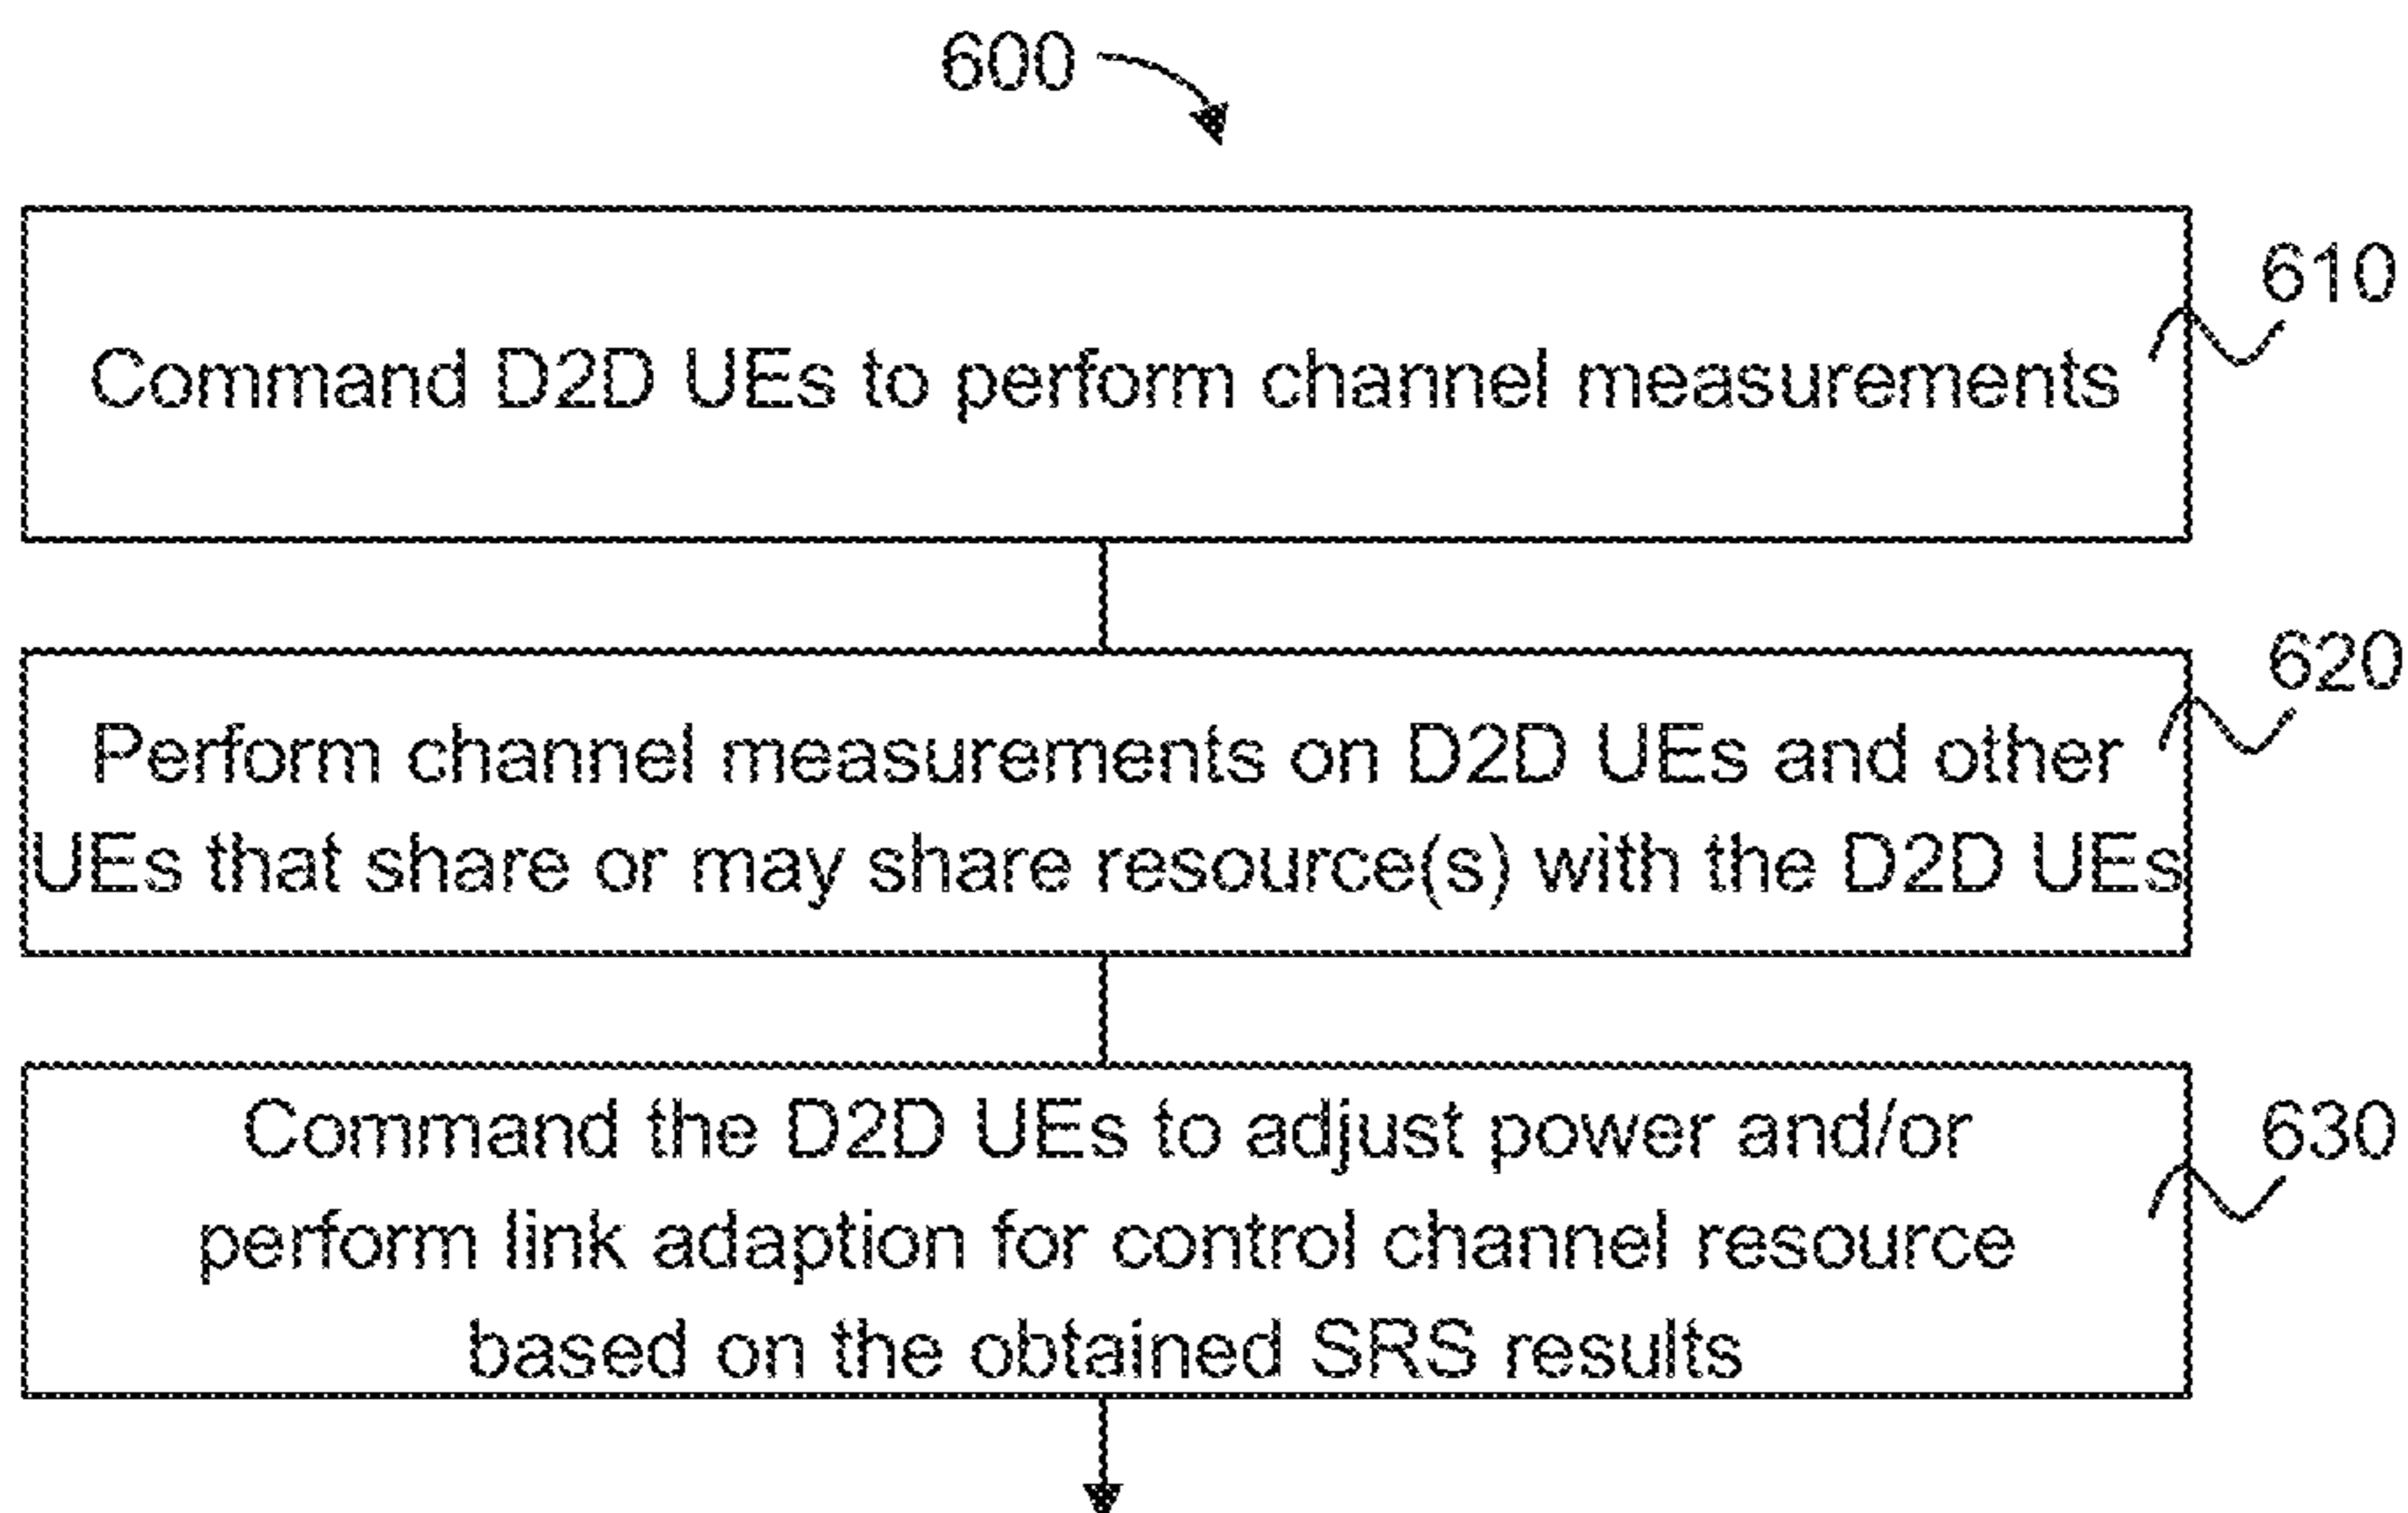 600
610
Command D2D UEs to perform channel measurements
620
Perform channel measurements on D2D UEs and other
UEs that share or may share resource(s) with the D2D UEs
Command the D2D UEs to adjust power and/or
630
perform link adaption for control channel resource
based on the obtained SRS results